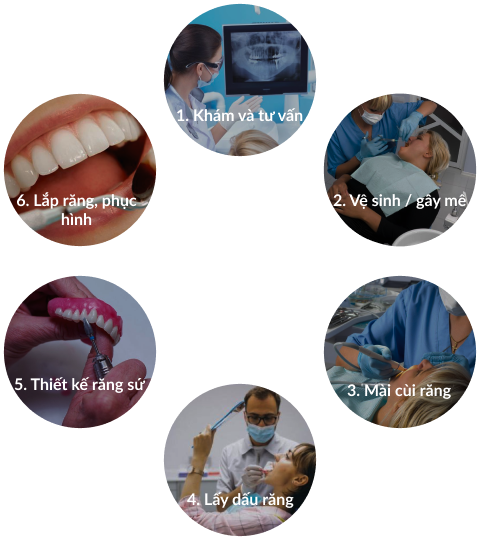 1. Khám và tư vấn
2. Vệ sinh / gây mê
3. Mài cùi răng
4. Lấy dấu răng
5. Thiết kế răng sứ
6. Lắp răng, phục
hình